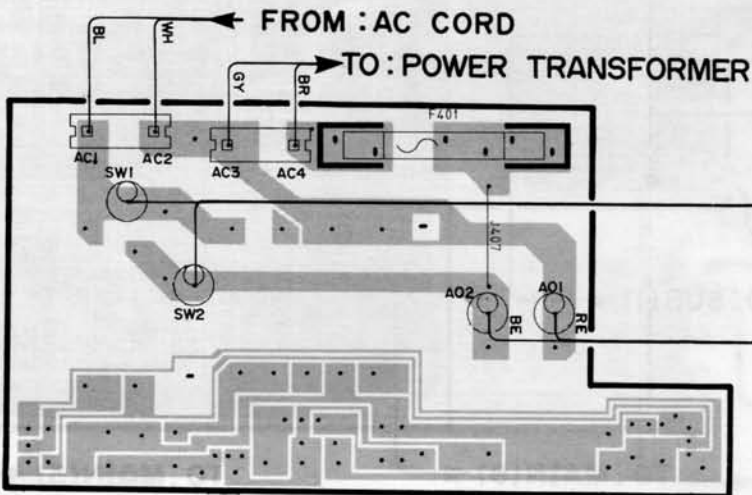 FROM : AC CORD
BL
WH
TO : POWER TRANSFORMER
GY
BR
F401
AC1
AC2
AC3
AC4
SW1
J407
SW2
AO2
BE
AO1
RE